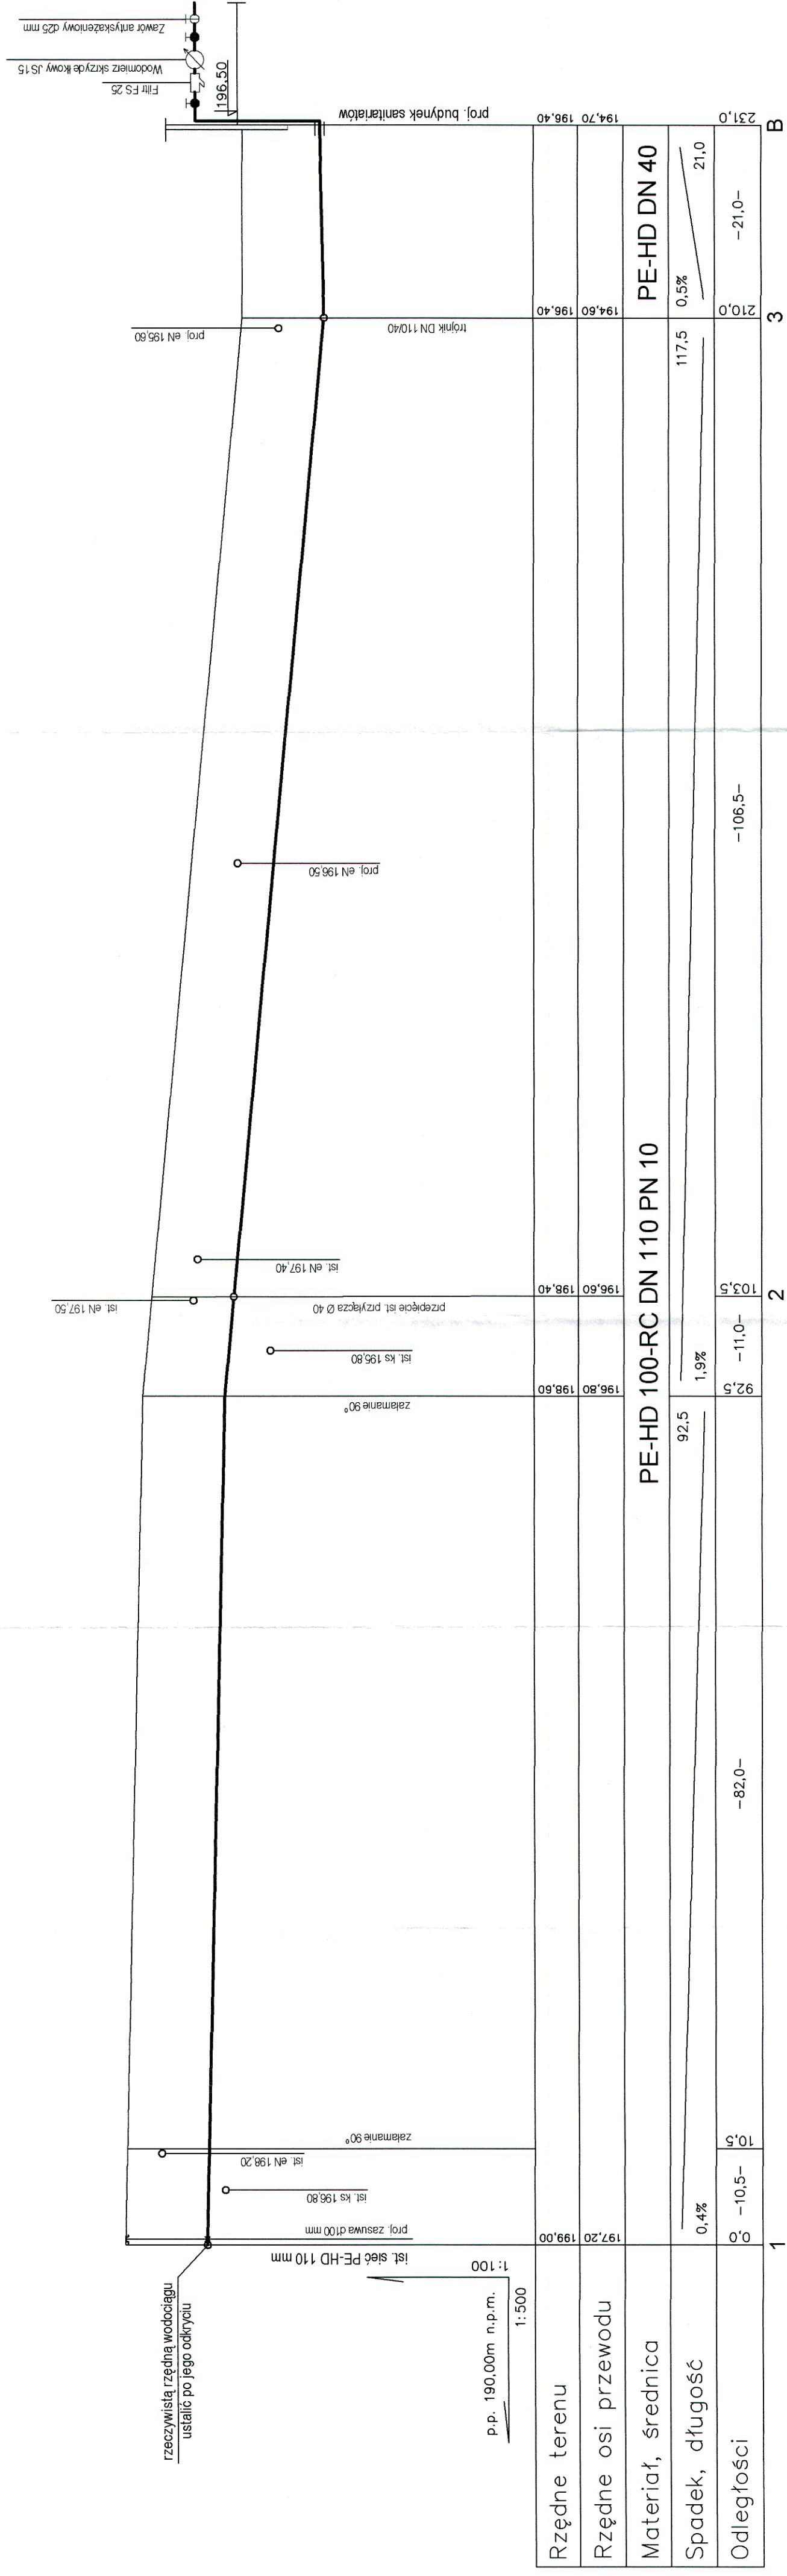 rzeczywistą rzędną wodociągu
ustalić po jego odkryciu
ist. sieć PE-HD 110 mm
proj. zasuwa d100 mm
ist. ks 196,80
ist. eN 198,20
załamanie 90°
załamanie 90°
ist. ks 195,80
ist. eN 197,50
przepięcie ist. przyłącza Ø 40
ist. eN 197,40
proj. eN 196,50
proj. eN 195,60
trójnik DN 110/40
proj. budynek sanitariatów
196,50
Filtr FS 25
Wodomierz skrzydełkowy JS15
Zawór antyskażeniowy d25 mm
p.p. 190,00m n.p.m.
1:100
1:500
Rzędne terenu
199,00
198,60
198,40
196,40
196,40
Rzędne osi przewodu
197,20
196,80
196,60
194,60
194,70
Materiał, średnica
PE-HD 100-RC DN 110 PN 10
PE-HD DN 40
Spadek, długość
0,4%
92,5
1,9%
117,5
0,5%
21,0
Odległości
0,0
-10,5-
10,5
-82,0-
92,5
-11,0-
103,5
-106,5-
210,0
-21,0-
231,0
1
2
3
B